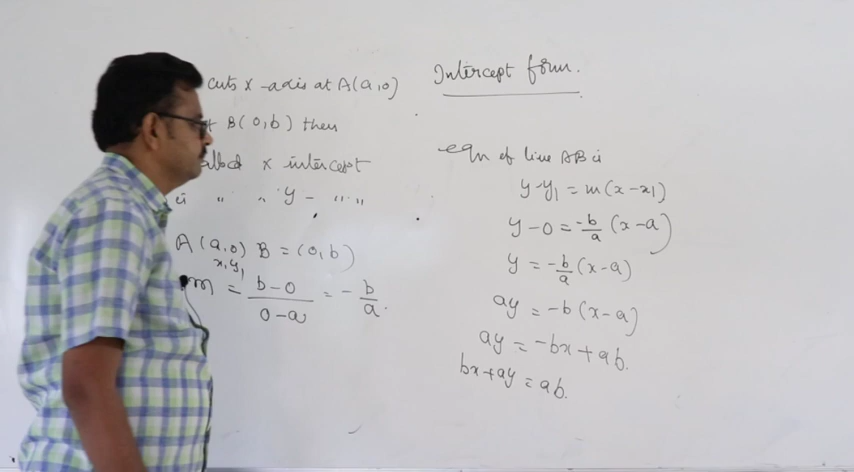 cuts x-axis at A(a,0)
B(0,b) then
x intercept
is " " y - " "
A(a,0) B = (0,b)
x, y1
m = b-0/0-a = -b/a.
Intercept form.
eqn of line AB is
y-y1 = m(x-x1)
y-0 = -b/a (x-a)
y = -b/a (x-a)
ay = -b(x-a)
ay = -bx+ab.
bx+ay = ab.